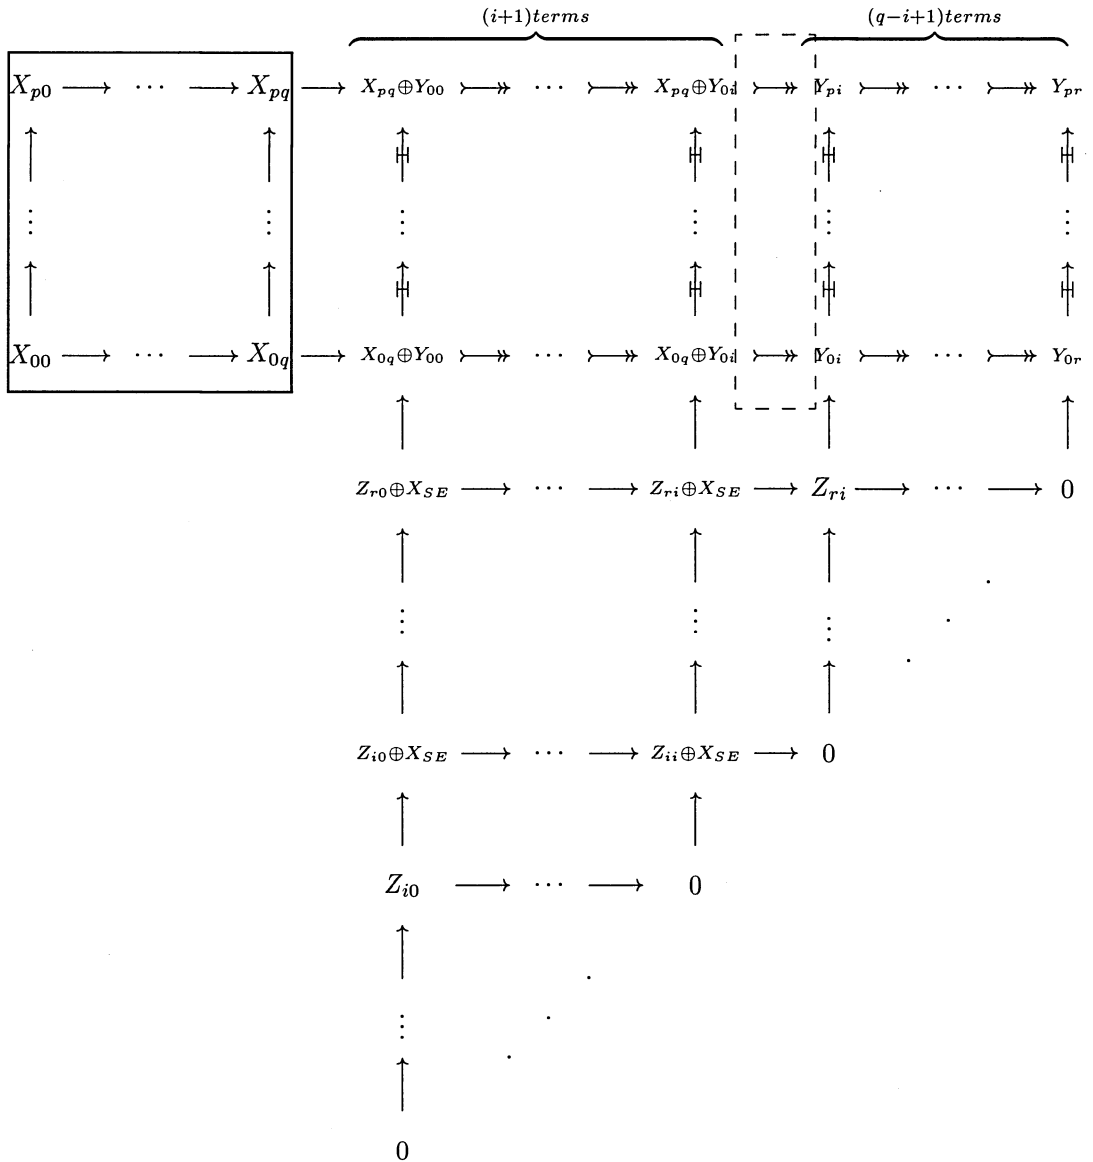 (i+1)terms (q−i+1)terms
X_{p0} ⟶ ⋯ ⟶ X_{pq} ⟶ X_{pq}⊕Y_{00} ↣↠ ⋯ ↣↠ X_{pq}⊕Y_{0i} ↣↠ Y_{pi} ↣↠ ⋯ ↣↠ Y_{pr}
⋮ ⋮ ⋮ ⋮ ⋮ ⋮
X_{00} ⟶ ⋯ ⟶ X_{0q} ⟶ X_{0q}⊕Y_{00} ↣↠ ⋯ ↣↠ X_{0q}⊕Y_{0i} ↣↠ Y_{0i} ↣↠ ⋯ ↣↠ Y_{0r}
Z_{r0}⊕X_{SE} ⟶ ⋯ ⟶ Z_{ri}⊕X_{SE} ⟶ Z_{ri} ⟶ ⋯ ⟶ 0
⋮ ⋮ ⋮
Z_{i0}⊕X_{SE} ⟶ ⋯ ⟶ Z_{ii}⊕X_{SE} ⟶ 0
Z_{i0} ⟶ ⋯ ⟶ 0
⋮
0